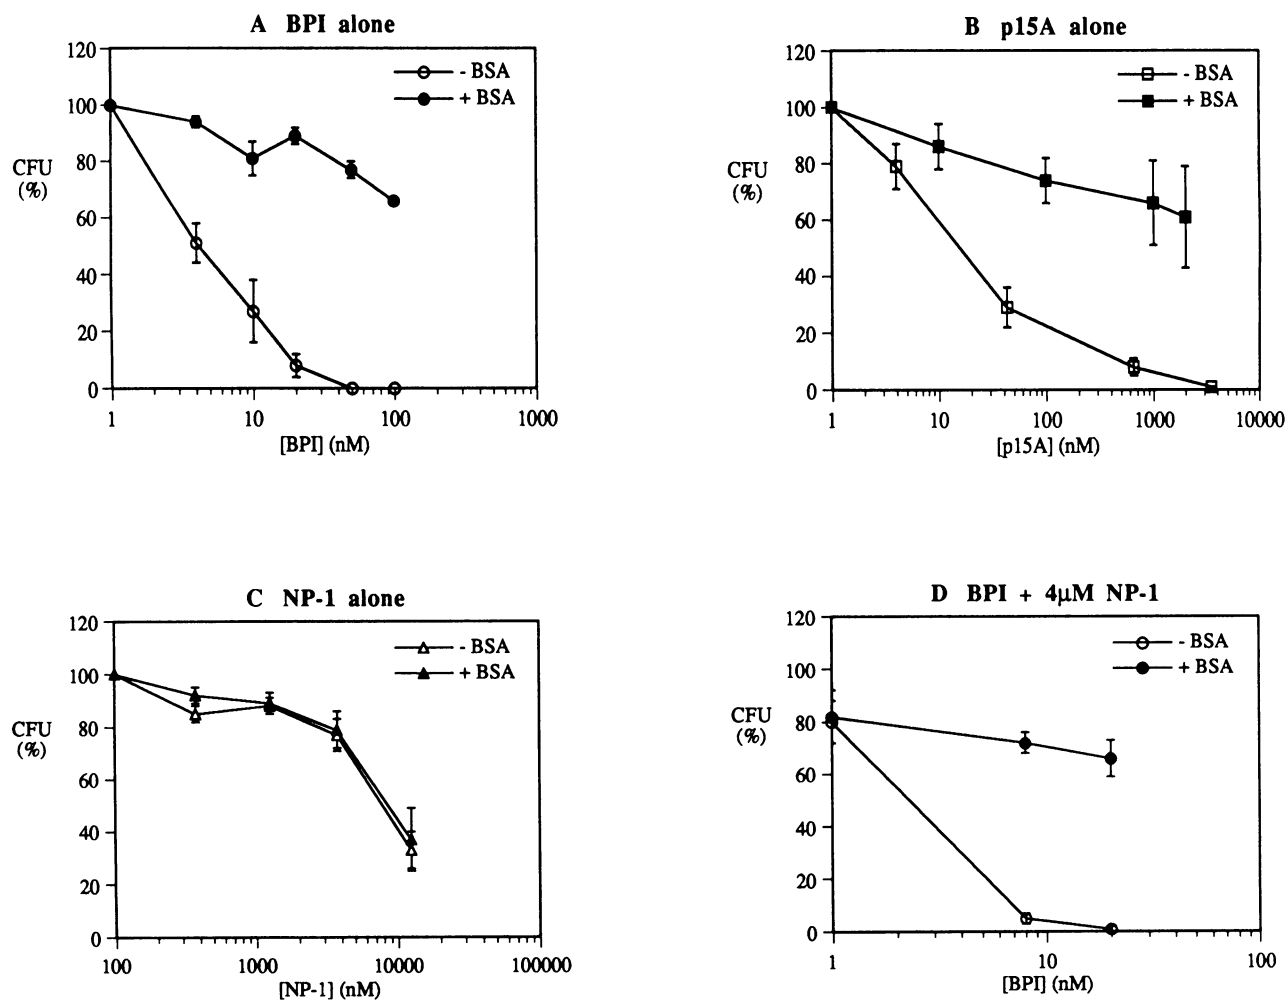 A BPI alone
120
100
80
60
40
20
0
CFU
(%)
- BSA
+ BSA
1
10
100
1000
[BPI] (nM)
B p15A alone
120
100
80
60
40
20
0
CFU
(%)
- BSA
+ BSA
1
10
100
1000
10000
[p15A] (nM)
C NP-1 alone
120
100
80
60
40
20
0
CFU
(%)
- BSA
+ BSA
100
1000
10000
100000
[NP-1] (nM)
D BPI + 4µM NP-1
120
100
80
60
40
20
0
CFU
(%)
- BSA
+ BSA
1
10
100
[BPI] (nM)